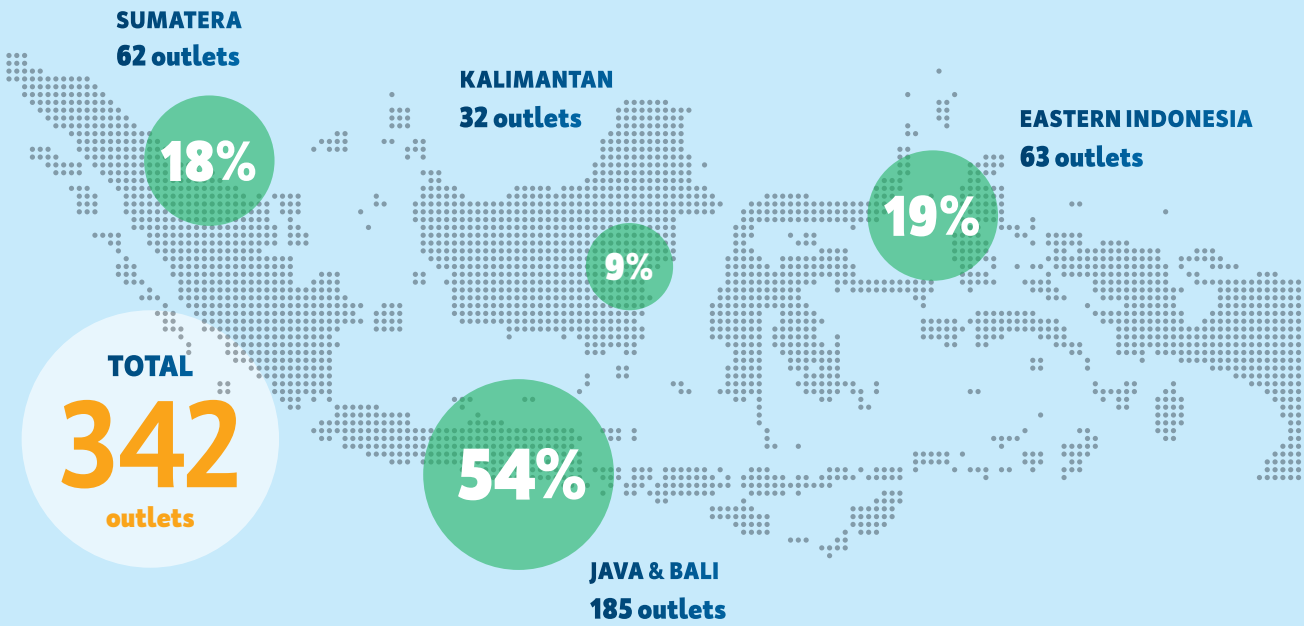 SUMATERA
62 outlets
18%
KALIMANTAN
32 outlets
9%
EASTERN INDONESIA
63 outlets
19%
TOTAL
342
outlets
54%
JAVA & BALI
185 outlets